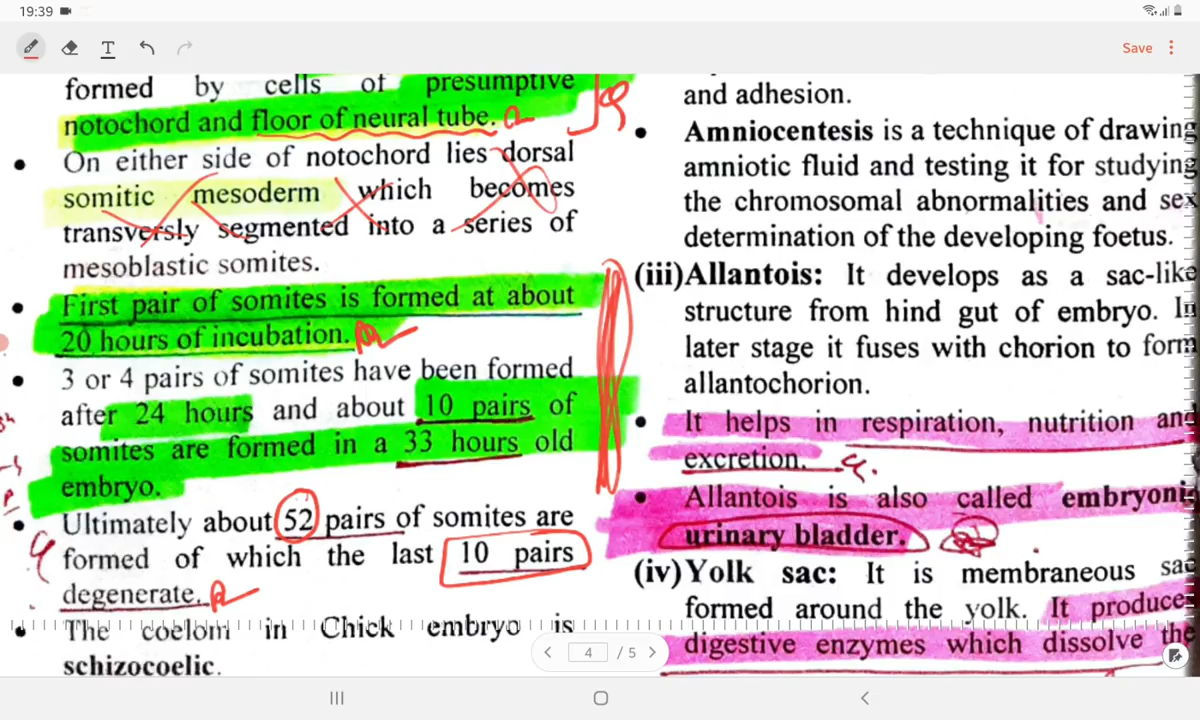 19:39
T
Save
formed by cells of presumptive
notochord and floor of neural tube.
• On either side of notochord lies dorsal
somitic mesoderm which becomes
transversly segmented into a series of
mesoblastic somites.
• First pair of somites is formed at about
20 hours of incubation.
• 3 or 4 pairs of somites have been formed
after 24 hours and about 10 pairs of
somites are formed in a 33 hours old
embryo.
• Ultimately about 52 pairs of somites are
formed of which the last 10 pairs
degenerate.
• The coelom in Chick embryo is
schizocoelic.
and adhesion.
• Amniocentesis is a technique of drawing
amniotic fluid and testing it for studying
the chromosomal abnormalities and sex
determination of the developing foetus.
(iii) Allantois: It develops as a sac-like
structure from hind gut of embryo. In
later stage it fuses with chorion to form
allantochorion.
• It helps in respiration, nutrition and
excretion.
• Allantois is also called embryoni
urinary bladder.
(iv) Yolk sac: It is membraneous sac
formed around the yolk. It produce
digestive enzymes which dissolve the
4 / 5